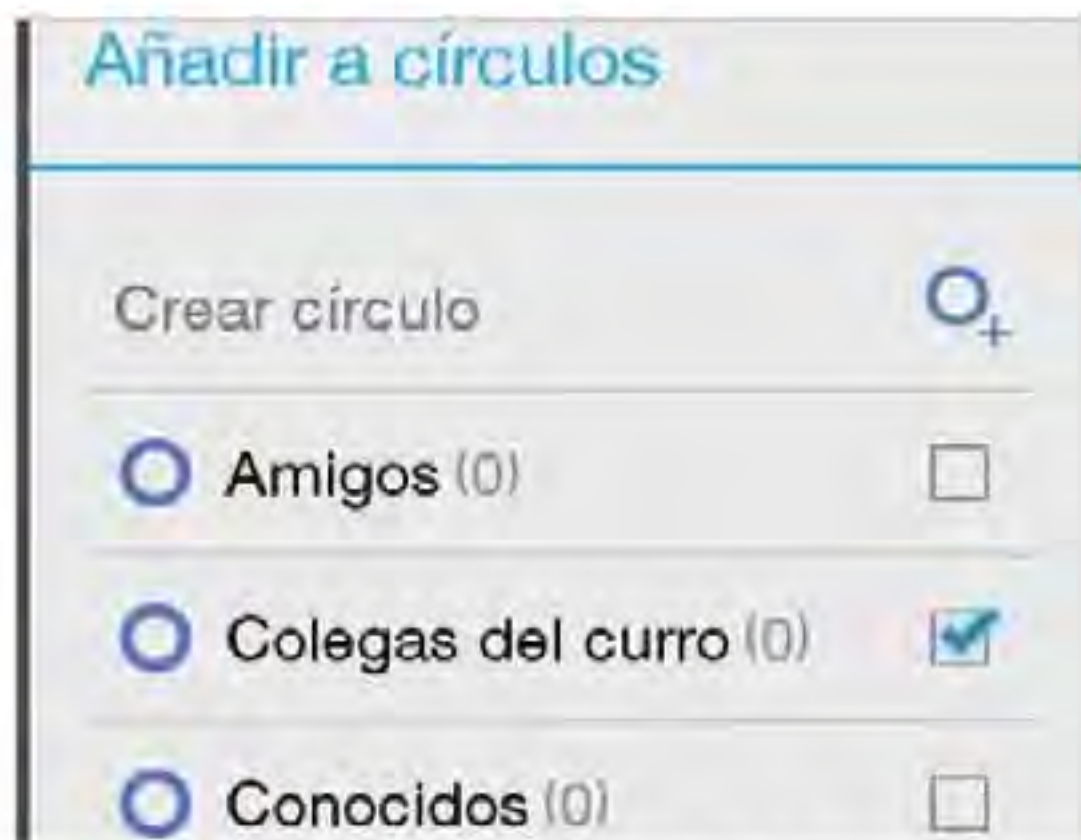 Añadir a círculos
Crear círculo
Amigos (0)
Colegas del curro (0)
Conocidos (0)